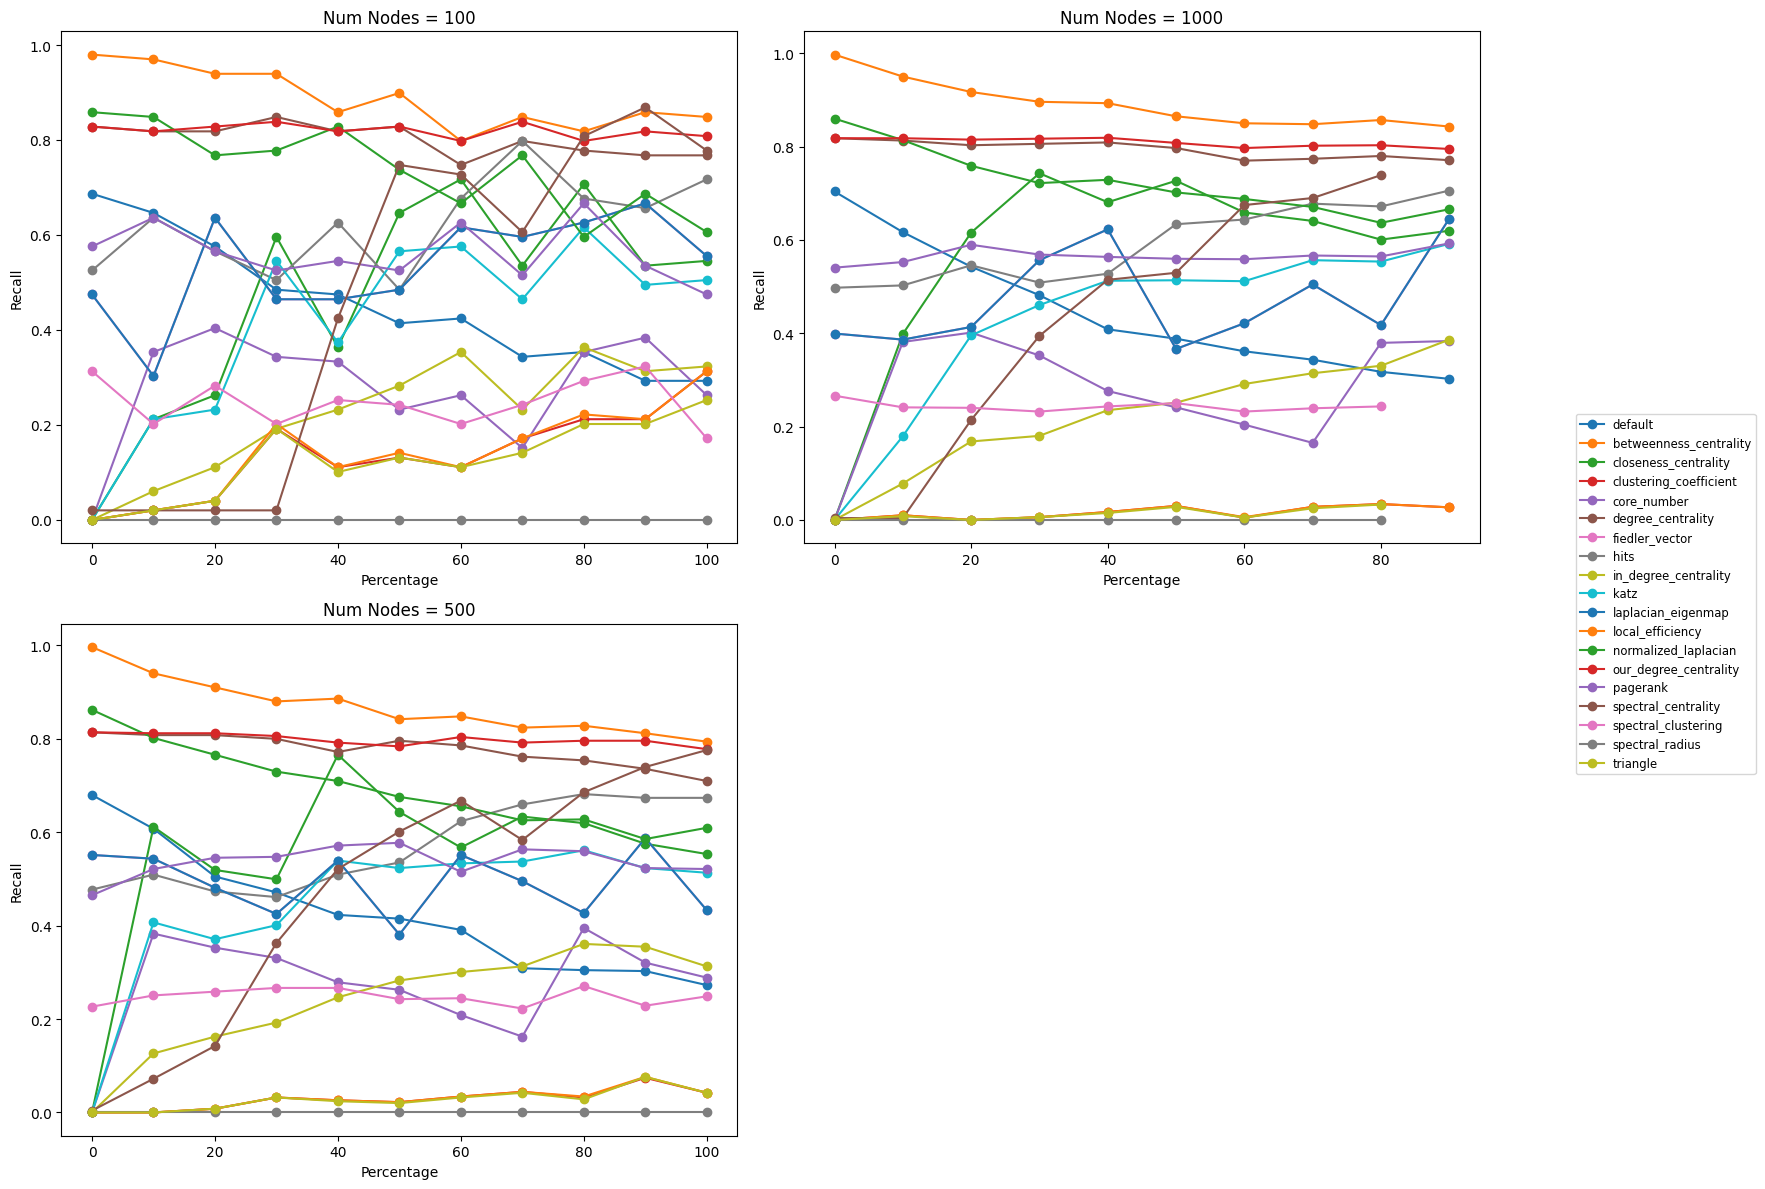 Num Nodes = 100
1.0
0.8
0.6
0.4
0.2
0.0
Recall
0 20 40 60 80 100
Percentage
Num Nodes = 1000
1.0
0.8
0.6
0.4
0.2
0.0
Recall
0 20 40 60 80
Percentage
Num Nodes = 500
1.0
0.8
0.6
0.4
0.2
0.0
Recall
0 20 40 60 80 100
Percentage
default
betweenness_centrality
closeness_centrality
clustering_coefficient
core_number
degree_centrality
fiedler_vector
hits
in_degree_centrality
katz
laplacian_eigenmap
local_efficiency
normalized_laplacian
our_degree_centrality
pagerank
spectral_centrality
spectral_clustering
spectral_radius
triangle